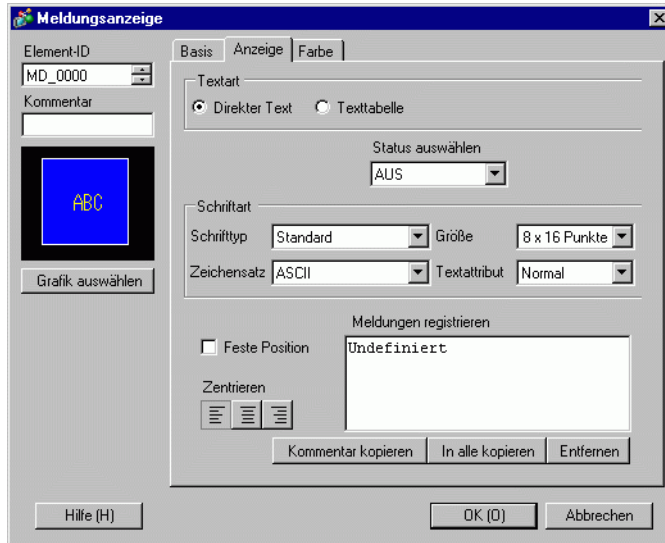 Meldungsanzeige
Element-ID
MD_0000
Kommentar
ABC
Grafik auswählen
Basis Anzeige Farbe
Textart
Direkter Text Texttabelle
Status auswählen
AUS
Schriftart
Schrifttyp Standard Größe 8 x 16 Punkte
Zeichensatz ASCII Textattribut Normal
Meldungen registrieren
Feste Position
Undefiniert
Zentrieren
Kommentar kopieren In alle kopieren Entfernen
Hilfe (H) OK (O) Abbrechen